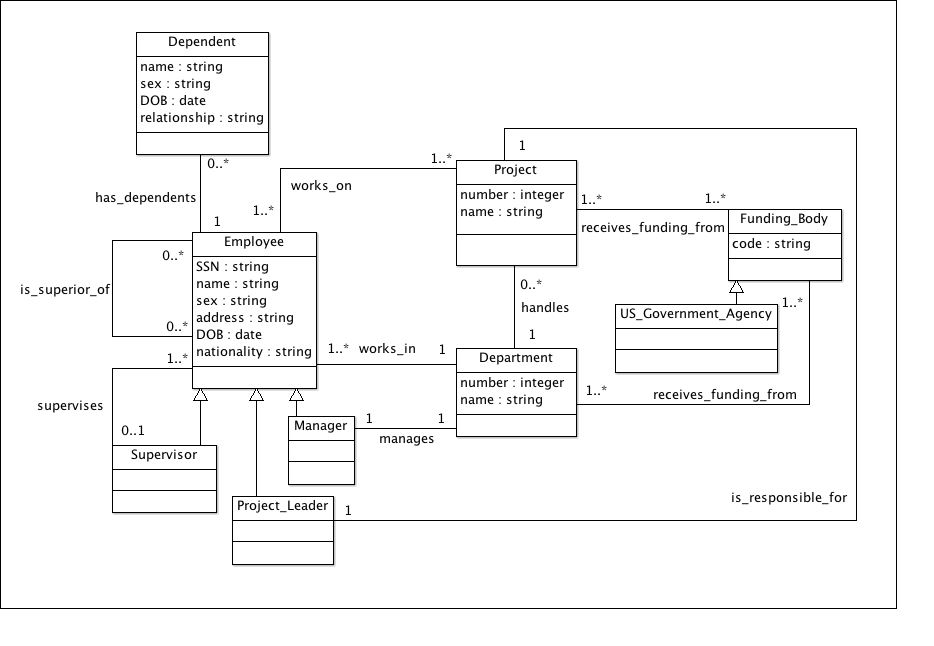 Dependent
name : string
sex : string
DOB : date
relationship : string
0..*
has_dependents
1
works_on
1..*
1..*
1
Project
number : integer
name : string
1..*
1..*
receives_funding_from
Funding_Body
code : string
Employee
SSN : string
name : string
sex : string
address : string
DOB : date
nationality : string
0..*
is_superior_of
0..*
0..*
handles
1
US_Government_Agency
1..*
1..*
works_in
1
Department
number : integer
name : string
1..*
receives_funding_from
1..*
supervises
0..1
Supervisor
Manager
1
1
manages
Project_Leader
1
is_responsible_for